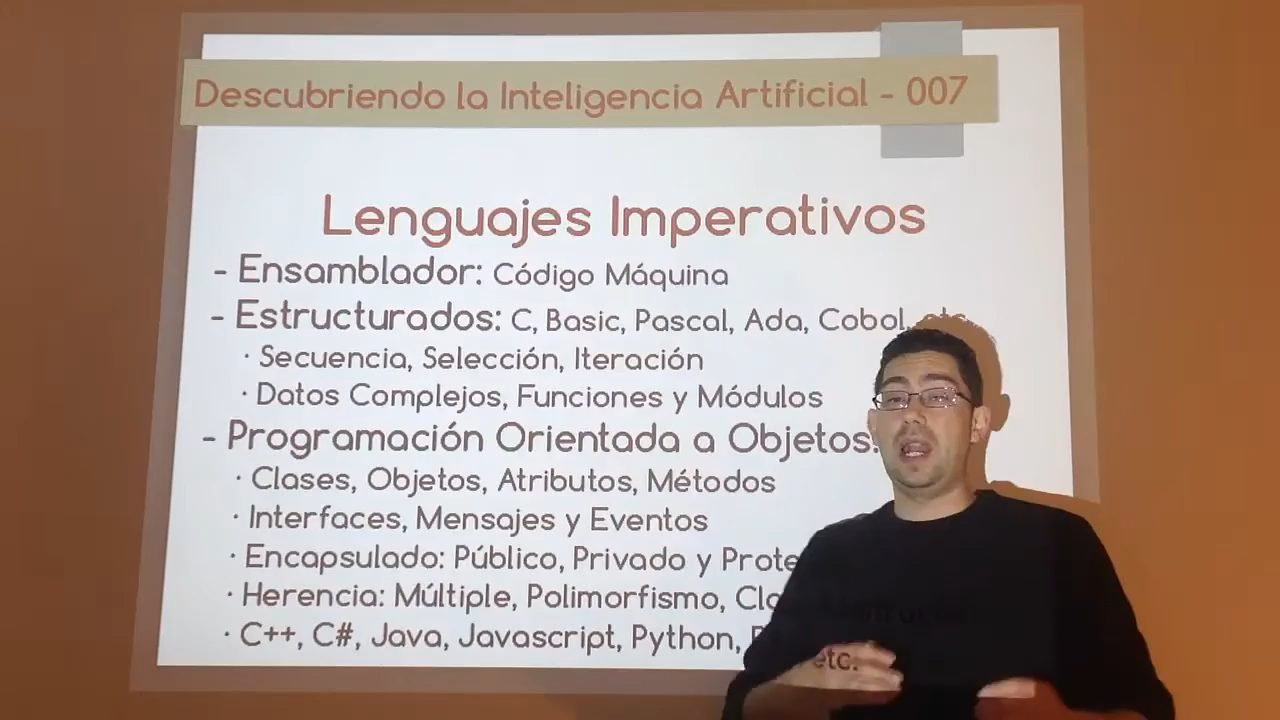 Descubriendo la Inteligencia Artificial - 007
Lenguajes Imperativos
- Ensamblador: Código Máquina
- Estructurados: C, Basic, Pascal, Ada, Cobol, etc.
· Secuencia, Selección, Iteración
· Datos Complejos, Funciones y Módulos
- Programación Orientada a Objetos:
· Clases, Objetos, Atributos, Métodos
· Interfaces, Mensajes y Eventos
· Encapsulado: Público, Privado y
· Herencia: Múltiple, Polimorfismo,
· C++, C#, Java, Javascript, Python, etc.